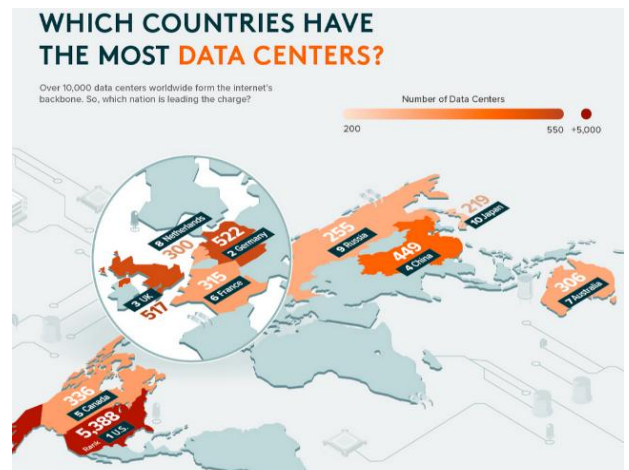 WHICH COUNTRIES HAVE
THE MOST DATA CENTERS?
Over 10,000 data centers worldwide form the internet's
backbone. So, which nation is leading the charge?
Number of Data Centers
200
550
+5,000
8 Netherlands
300
522
2 Germany
3 UK
517
315
6 France
255
9 Russia
449
4 China
219
10 Japan
306
7 Australia
336
5 Canada
5,388
Rank 1 U.S.